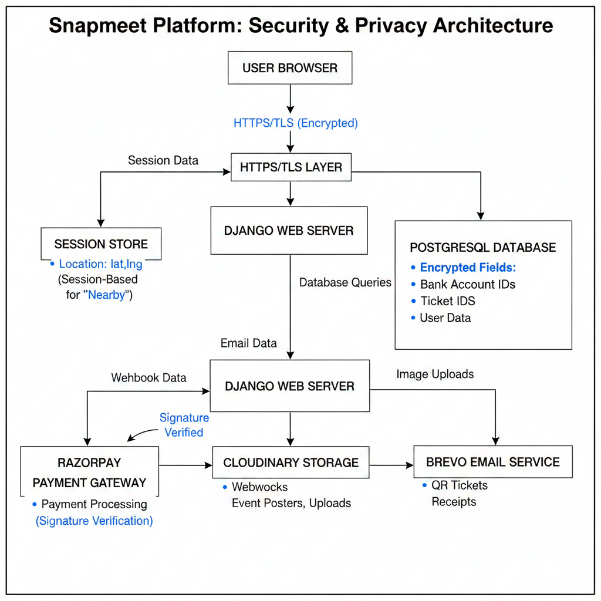 Snapmeet Platform: Security & Privacy Architecture
USER BROWSER
HTTPS/TLS (Encrypted)
Session Data
HTTPS/TLS LAYER
DJANGO WEB SERVER
SESSION STORE
• Location: lat,lng
(Session-Based
for "Nearby")
POSTGRESQL DATABASE
• Encrypted Fields:
• Bank Account IDs
• Ticket IDS
• User Data
Database Queries
Email Data
Wehbook Data
DJANGO WEB SERVER
Image Uploads
Signature
Verified
RAZORPAY
PAYMENT GATEWAY
• Payment Processing
(Signature Verification)
CLOUDINARY STORAGE
• Webwocks
Event Posters, Uploads
BREVO EMAIL SERVICE
• QR Tickets
Receipts